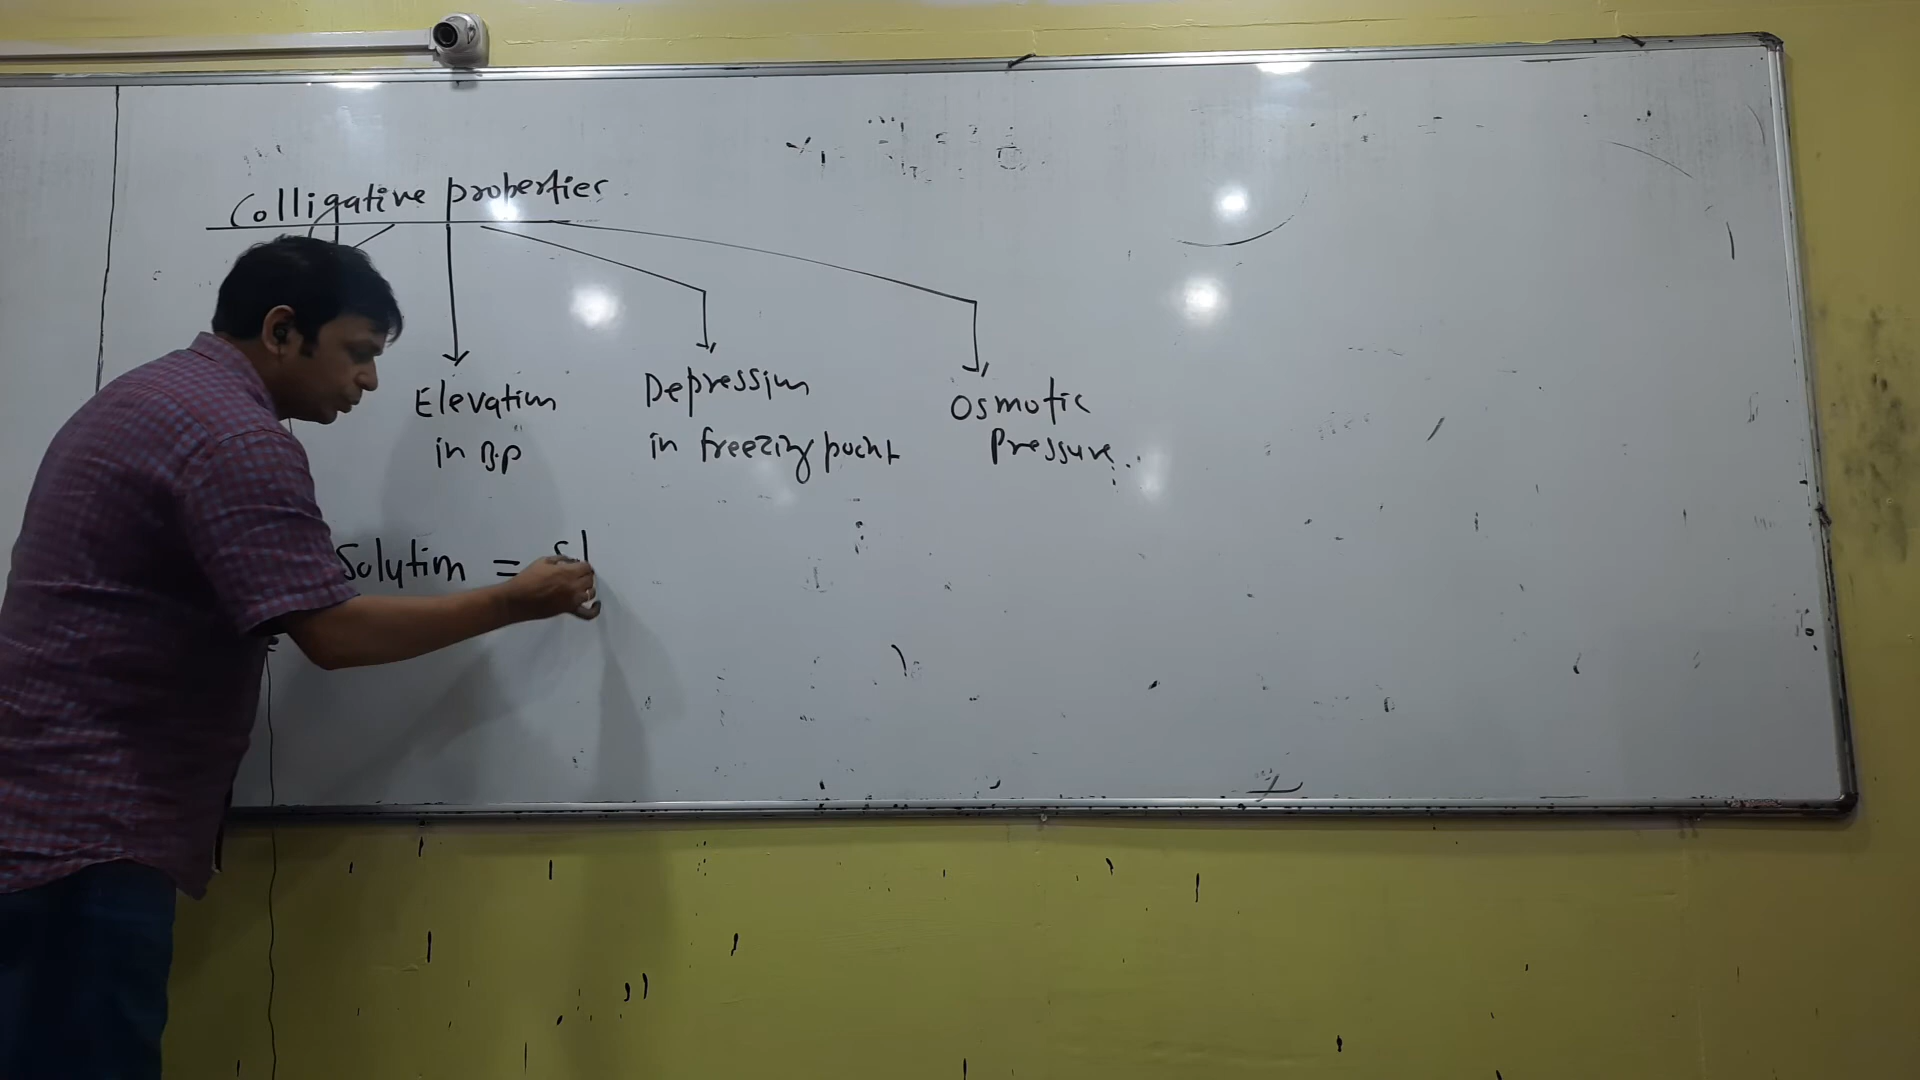 Colligative properties
Elevation
in B.P
Depression
in freezing point
Osmotic
Pressure.
Solution =